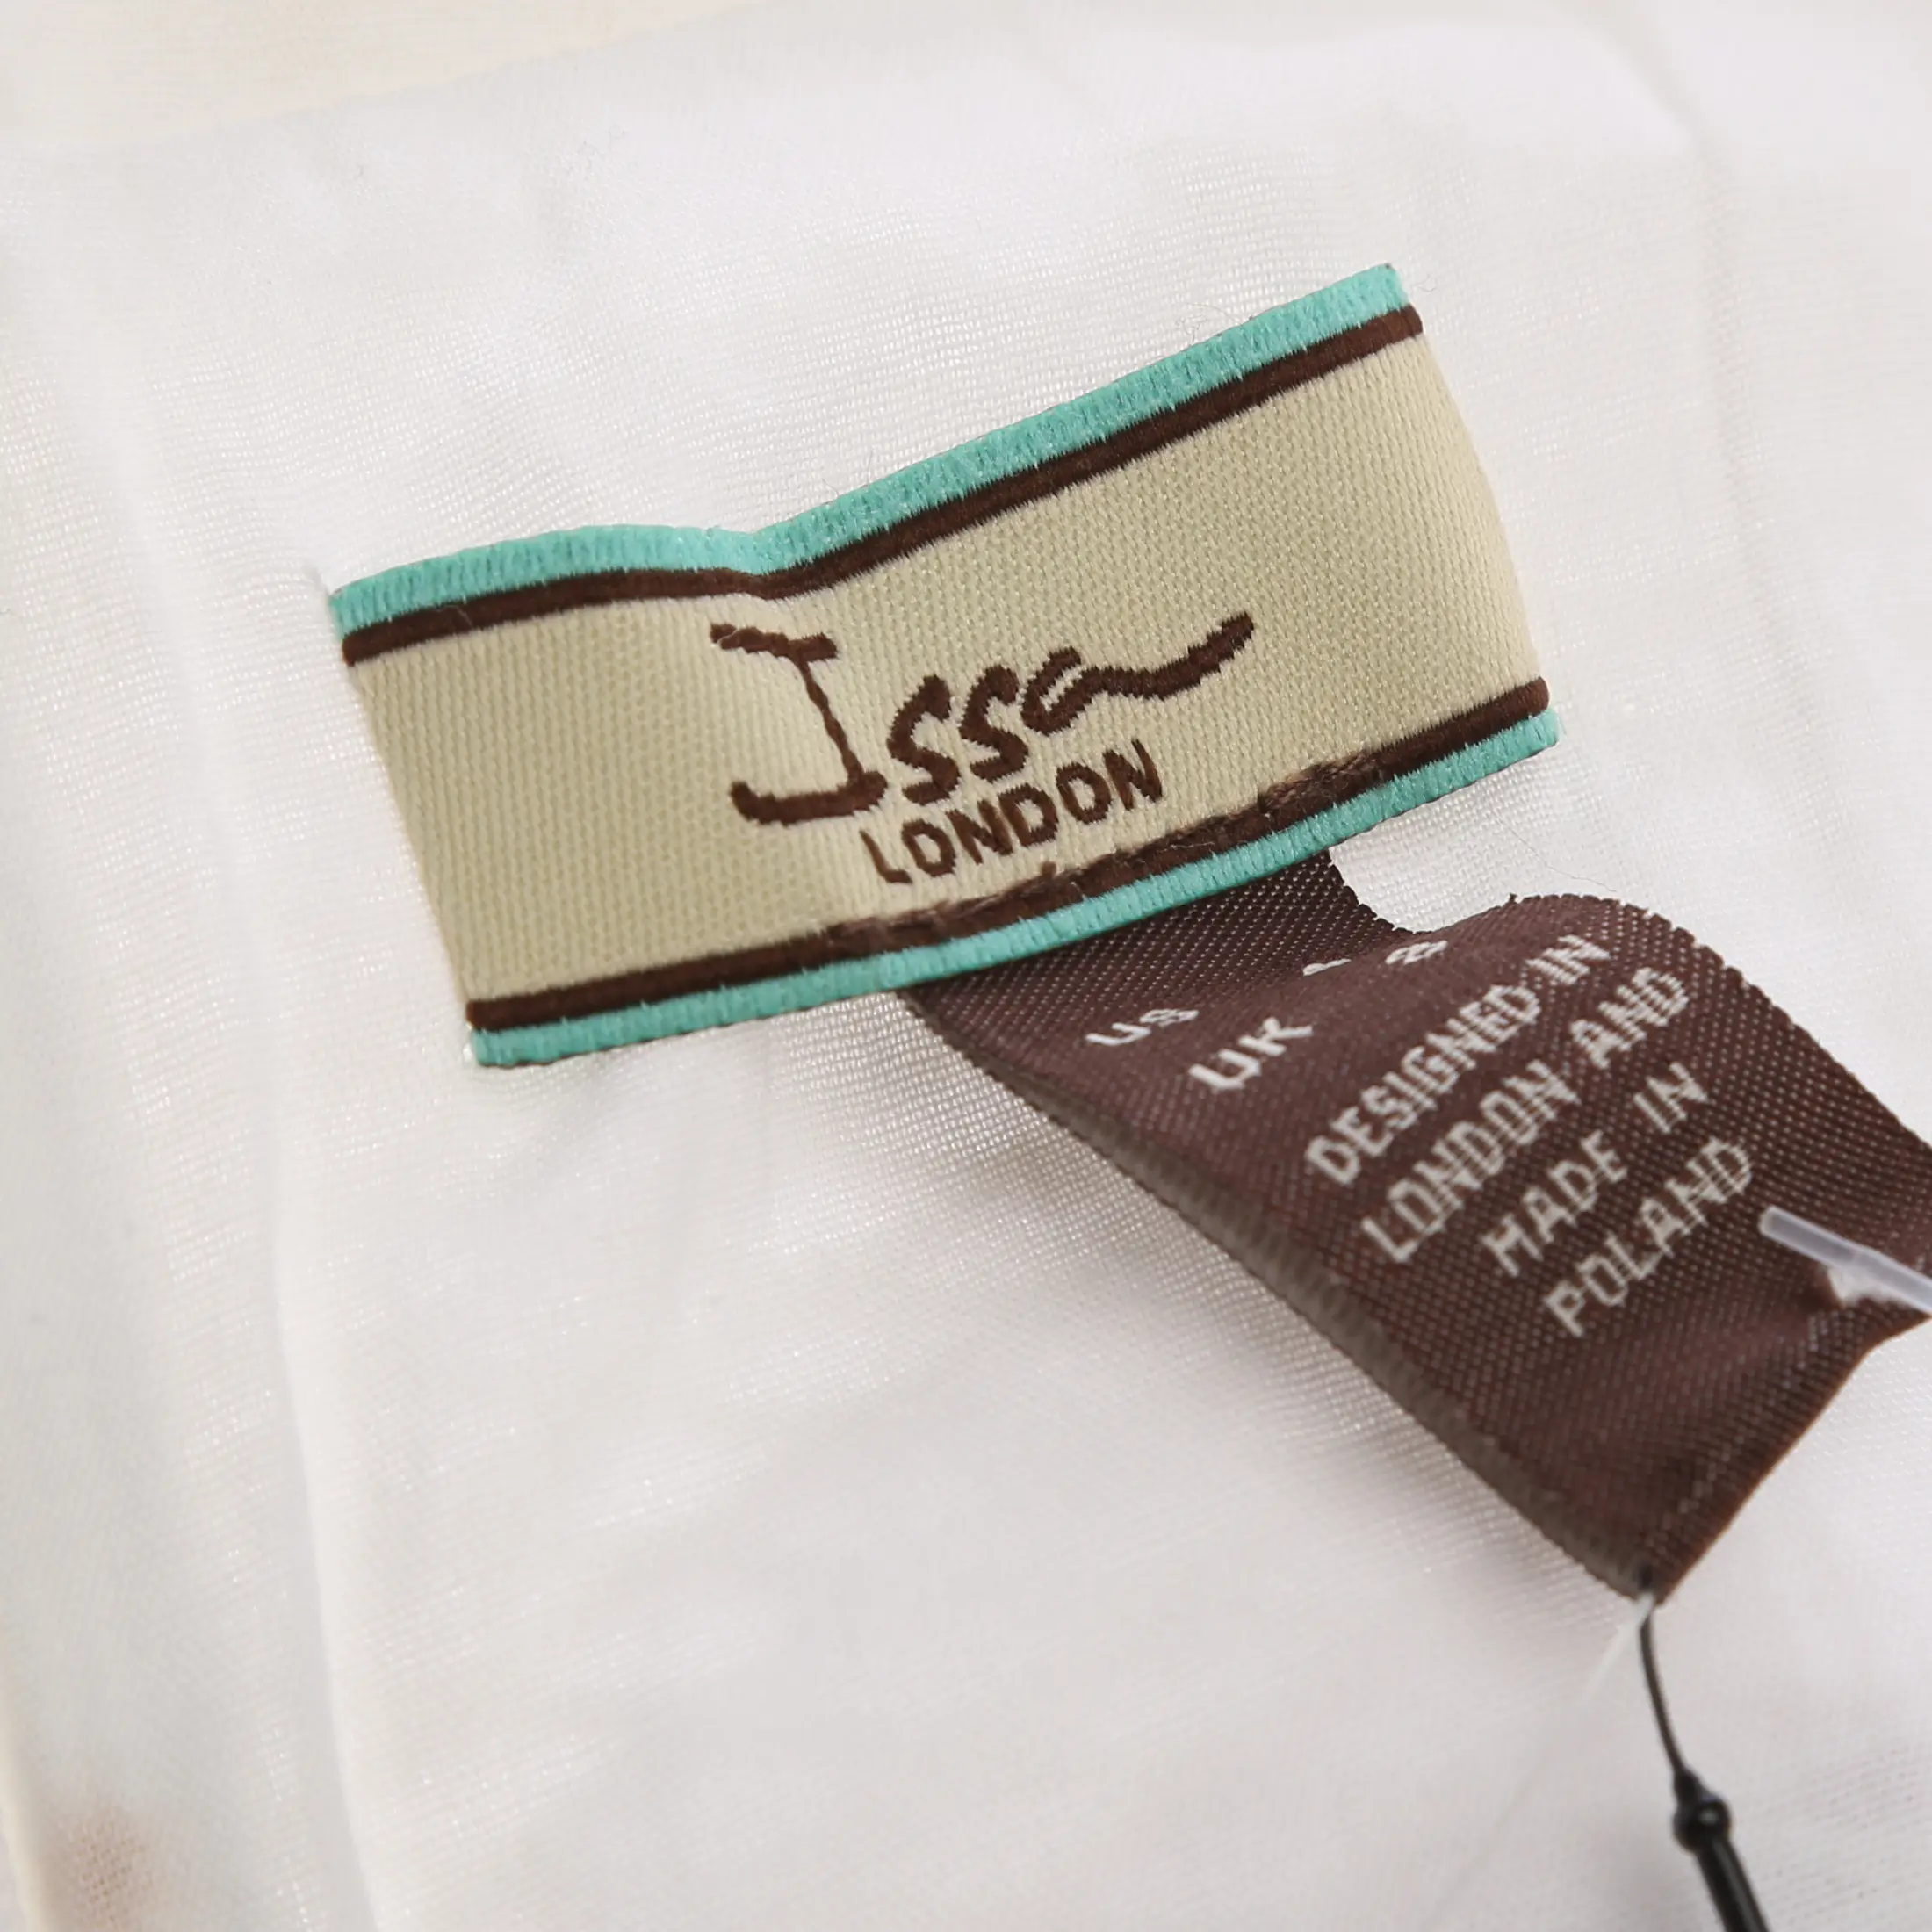 Issa
LONDON
US
UK
DESIGNED IN
LONDON AND
MADE IN
POLAND